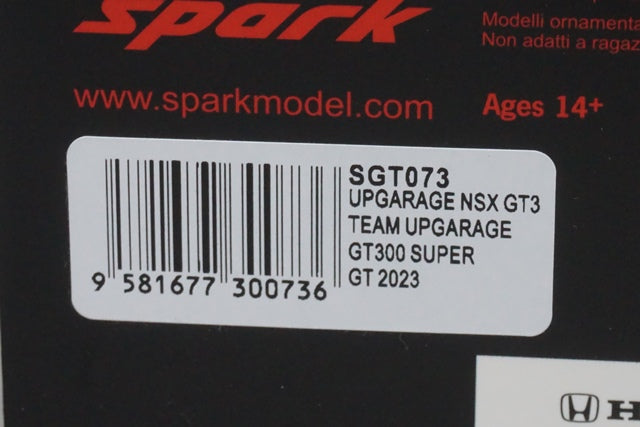 spark
Modelli ornamenta
Non adatti a ragaz
www.sparkmodel.com
Ages 14+
SGT073
UPGARAGE NSX GT3
TEAM UPGARAGE
GT300 SUPER
GT 2023
9 581677 300736
H